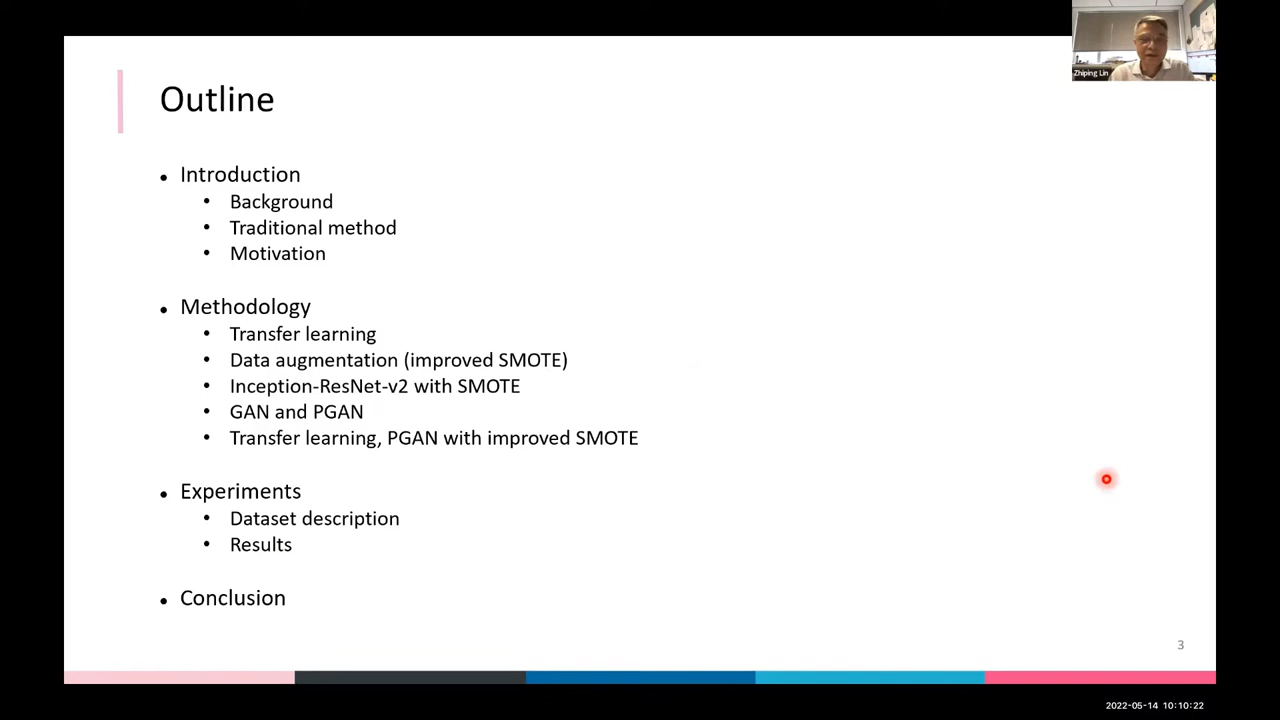 Zhiping Lin
Outline
• Introduction
• Background
• Traditional method
• Motivation
• Methodology
• Transfer learning
• Data augmentation (improved SMOTE)
• Inception-ResNet-v2 with SMOTE
• GAN and PGAN
• Transfer learning, PGAN with improved SMOTE
• Experiments
• Dataset description
• Results
• Conclusion
3
2022-05-14 10:10:22